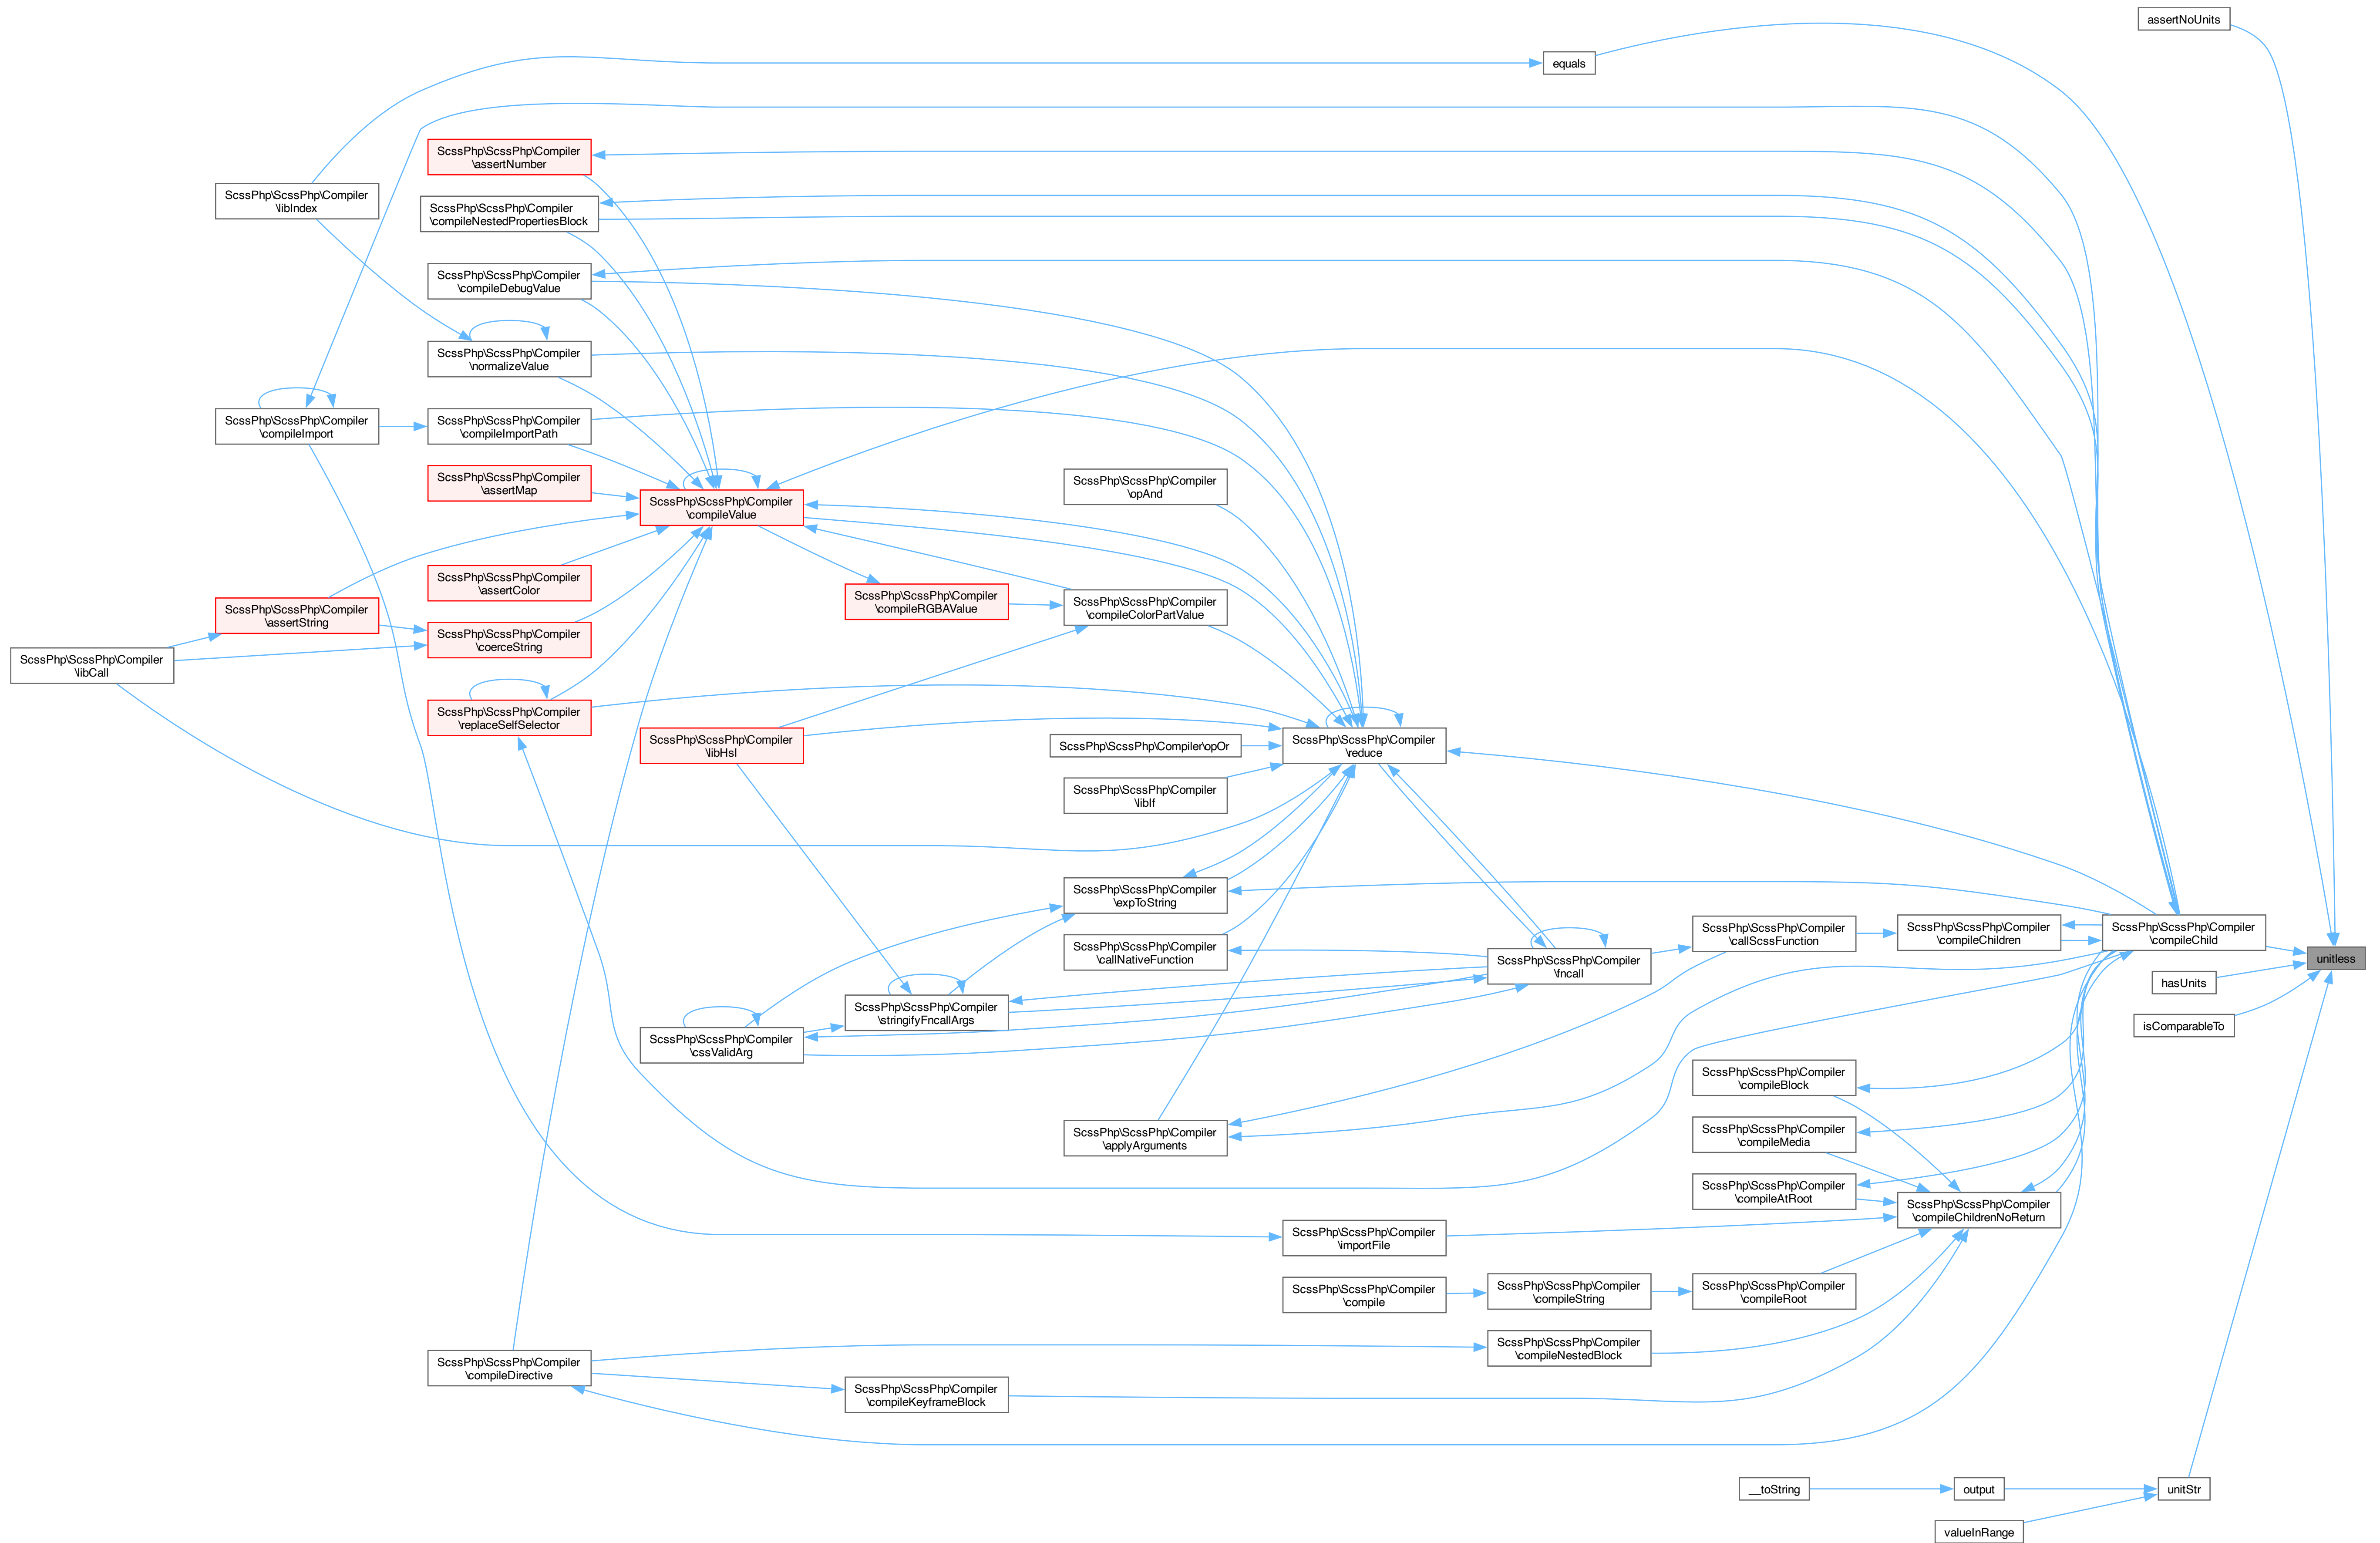 assertNoUnits
equals
ScssPhp\ScssPhp\Compiler
\assertNumber
ScssPhp\ScssPhp\Compiler
\libIndex
ScssPhp\ScssPhp\Compiler
\compileNestedPropertiesBlock
ScssPhp\ScssPhp\Compiler
\compileDebugValue
ScssPhp\ScssPhp\Compiler
\normalizeValue
ScssPhp\ScssPhp\Compiler
\compileImport
ScssPhp\ScssPhp\Compiler
\compileImportPath
ScssPhp\ScssPhp\Compiler
\assertMap
ScssPhp\ScssPhp\Compiler
\compileValue
ScssPhp\ScssPhp\Compiler
\opAnd
ScssPhp\ScssPhp\Compiler
\assertColor
ScssPhp\ScssPhp\Compiler
\compileRGBAValue
ScssPhp\ScssPhp\Compiler
\compileColorPartValue
ScssPhp\ScssPhp\Compiler
\assertString
ScssPhp\ScssPhp\Compiler
\coerceString
ScssPhp\ScssPhp\Compiler
\libCall
ScssPhp\ScssPhp\Compiler
\replaceSelfSelector
ScssPhp\ScssPhp\Compiler
\libHsl
ScssPhp\ScssPhp\Compiler\opOr
ScssPhp\ScssPhp\Compiler
\reduce
ScssPhp\ScssPhp\Compiler
\libIf
ScssPhp\ScssPhp\Compiler
\expToString
ScssPhp\ScssPhp\Compiler
\callNativeFunction
ScssPhp\ScssPhp\Compiler
\fncall
ScssPhp\ScssPhp\Compiler
\callScssFunction
ScssPhp\ScssPhp\Compiler
\compileChildren
ScssPhp\ScssPhp\Compiler
\compileChild
unitless
hasUnits
isComparableTo
ScssPhp\ScssPhp\Compiler
\stringifyFncallArgs
ScssPhp\ScssPhp\Compiler
\cssValidArg
ScssPhp\ScssPhp\Compiler
\compileBlock
ScssPhp\ScssPhp\Compiler
\applyArguments
ScssPhp\ScssPhp\Compiler
\compileMedia
ScssPhp\ScssPhp\Compiler
\compileAtRoot
ScssPhp\ScssPhp\Compiler
\compileChildrenNoReturn
ScssPhp\ScssPhp\Compiler
\importFile
ScssPhp\ScssPhp\Compiler
\compile
ScssPhp\ScssPhp\Compiler
\compileString
ScssPhp\ScssPhp\Compiler
\compileRoot
ScssPhp\ScssPhp\Compiler
\compileNestedBlock
ScssPhp\ScssPhp\Compiler
\compileDirective
ScssPhp\ScssPhp\Compiler
\compileKeyframeBlock
__toString
output
unitStr
valueInRange